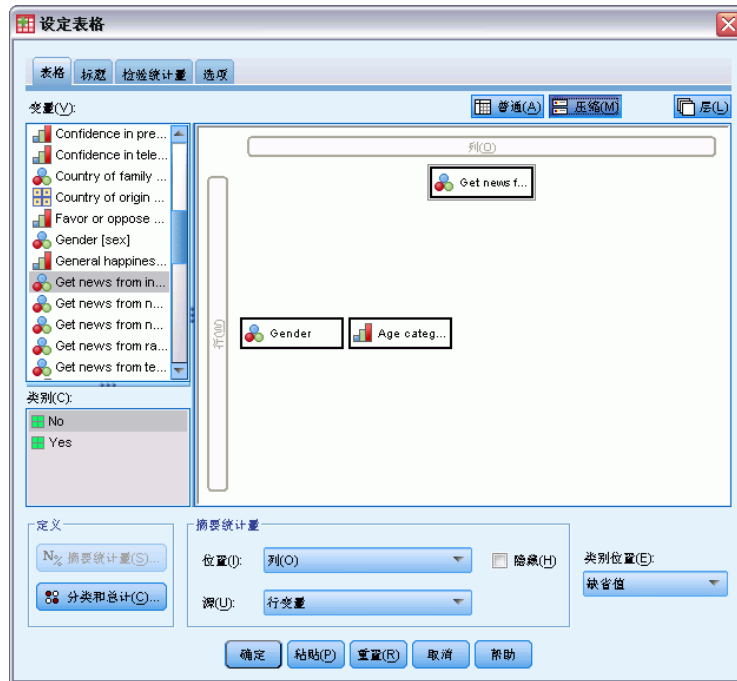 设定表格
表格 标题 检验统计量 选项
变量(V):
普通(A) 压缩(M) 层(L)
Confidence in pre...
Confidence in tele...
Country of family ...
Country of origin ...
Favor or oppose ...
Gender [sex]
General happines...
Get news from in...
Get news from n...
Get news from n...
Get news from ra...
Get news from te...
列(O)
Get news f...
行(W)
Gender
Age categ...
类别(C):
No
Yes
定义
N% 摘要统计量(S)...
分类和总计(C)...
摘要统计量
位置(I): 列(O) 隐藏(H)
源(U): 行变量
类别位置(E):
缺省值
确定 粘贴(P) 重置(R) 取消 帮助